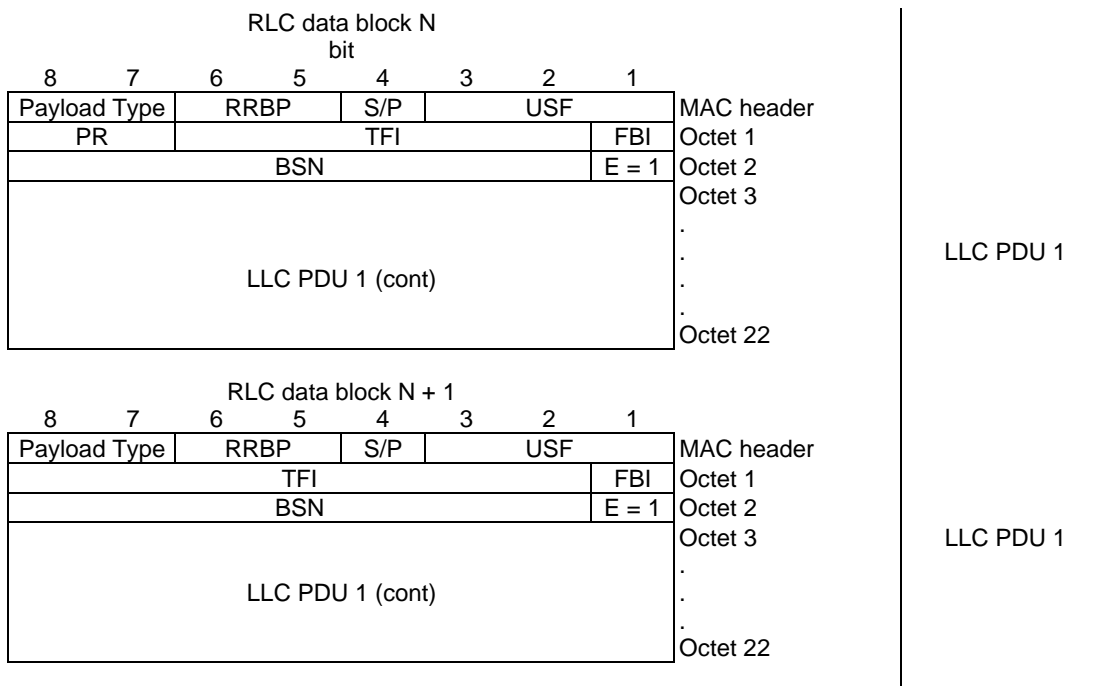 RLC data block N
bit
8 7 6 5 4 3 2 1
Payload Type RRBP S/P USF MAC header
PR TFI FBI Octet 1
BSN E = 1 Octet 2
Octet 3
.
.
LLC PDU 1
LLC PDU 1 (cont) .
.
Octet 22
RLC data block N + 1
8 7 6 5 4 3 2 1
Payload Type RRBP S/P USF MAC header
TFI FBI Octet 1
BSN E = 1 Octet 2
Octet 3 LLC PDU 1
.
LLC PDU 1 (cont) .
.
Octet 22